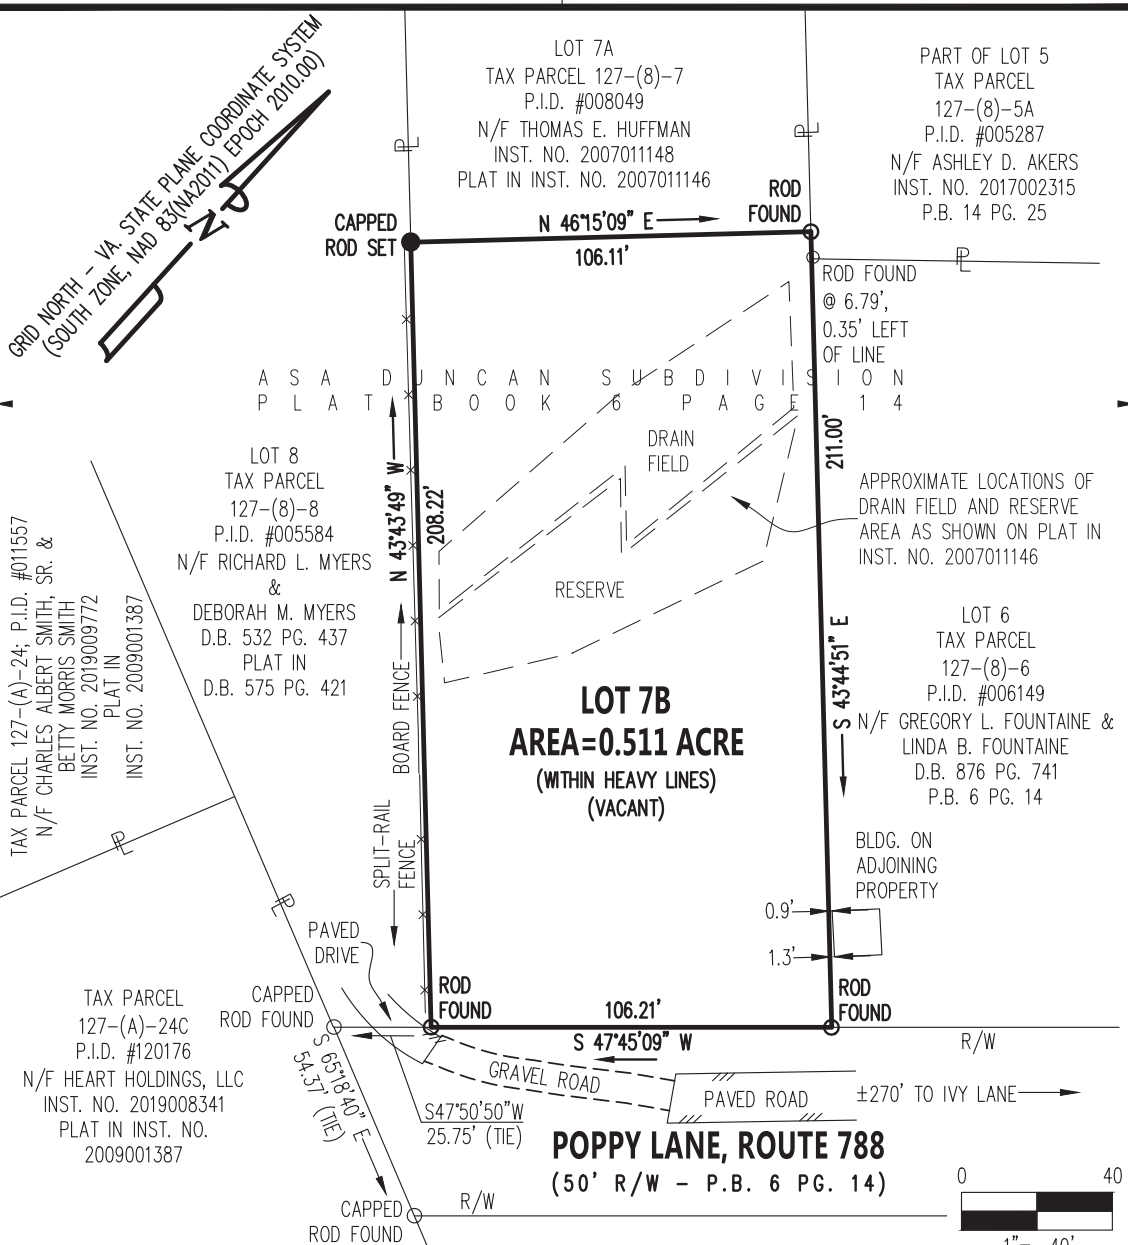 GRID NORTH - VA. STATE PLANE COORDINATE SYSTEM
(SOUTH ZONE, NAD 83(NA2011) EPOCH 2010.00)
N
LOT 7A
TAX PARCEL 127-(8)-7
P.I.D. #008049
N/F THOMAS E. HUFFMAN
INST. NO. 2007011148
PLAT IN INST. NO. 2007011146
PART OF LOT 5
TAX PARCEL
127-(8)-5A
P.I.D. #005287
N/F ASHLEY D. AKERS
INST. NO. 2017002315
P.B. 14 PG. 25
PL
PL
PL
CAPPED
ROD SET
N 46°15'09" E
106.11'
ROD
FOUND
ROD FOUND
@ 6.79',
0.35' LEFT
OF LINE
ASA DUNCAN SUBDIVISION
PLAT BOOK 6 PAGE 14
LOT 8
TAX PARCEL
127-(8)-8
P.I.D. #005584
N/F RICHARD L. MYERS
&
DEBORAH M. MYERS
D.B. 532 PG. 437
PLAT IN
D.B. 575 PG. 421
N 43°43'49" W
208.22'
DRAIN
FIELD
RESERVE
211.00'
S 43°44'51" E
APPROXIMATE LOCATIONS OF
DRAIN FIELD AND RESERVE
AREA AS SHOWN ON PLAT IN
INST. NO. 2007011146
TAX PARCEL 127-(A)-24; P.I.D. #011557
N/F CHARLES ALBERT SMITH, SR. &
BETTY MORRIS SMITH
INST. NO. 2019009772
PLAT IN
INST. NO. 2009001387
LOT 6
TAX PARCEL
127-(8)-6
P.I.D. #006149
N/F GREGORY L. FOUNTAINE &
LINDA B. FOUNTAINE
D.B. 876 PG. 741
P.B. 6 PG. 14
BOARD FENCE
SPLIT-RAIL
FENCE
LOT 7B
AREA=0.511 ACRE
(WITHIN HEAVY LINES)
(VACANT)
BLDG. ON
ADJOINING
PROPERTY
0.9'
1.3'
PL
PL
PAVED
DRIVE
CAPPED
ROD FOUND
ROD
FOUND
106.21'
S 47°45'09" W
ROD
FOUND
R/W
TAX PARCEL
127-(A)-24C
P.I.D. #120176
N/F HEART HOLDINGS, LLC
INST. NO. 2019008341
PLAT IN INST. NO.
2009001387
S 65°18'40" E
54.37' (TIE)
S47°50'50"W
25.75' (TIE)
GRAVEL ROAD
PAVED ROAD
±270' TO IVY LANE
POPPY LANE, ROUTE 788
(50' R/W - P.B. 6 PG. 14)
R/W
CAPPED
ROD FOUND
0 40
1"= 40'